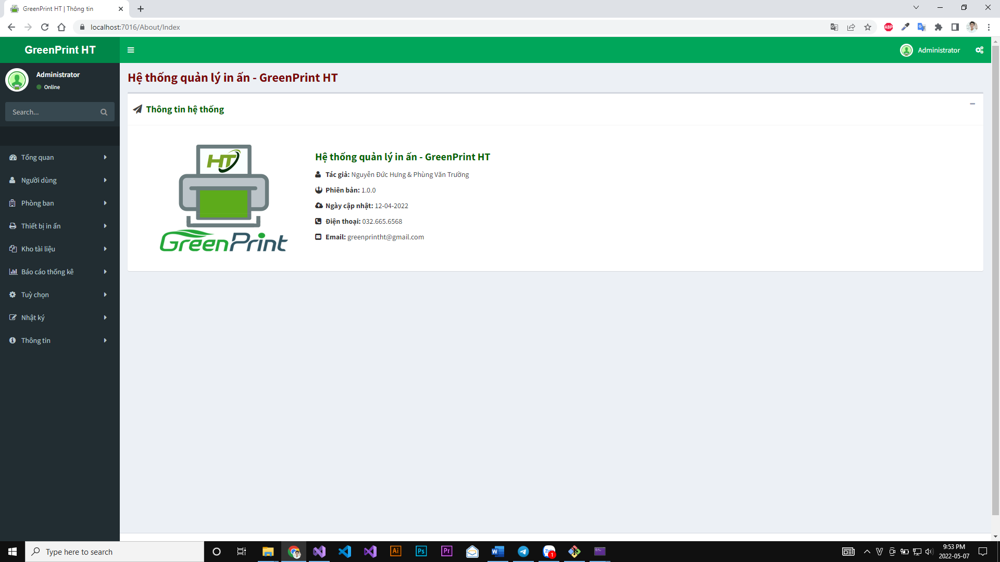 GreenPrint HT | Thông tin
localhost:7016/About/Index
ABP
GreenPrint HT
Administrator
Administrator
Online
Search...
Tổng quan
Người dùng
Phòng ban
Thiết bị in ấn
Kho tài liệu
Báo cáo thống kê
Tuỳ chọn
Nhật ký
Thông tin
Hệ thống quản lý in ấn - GreenPrint HT
Thông tin hệ thống
HT
GreenPrint
Hệ thống quản lý in ấn - GreenPrint HT
Tác giả: Nguyễn Đức Hưng & Phùng Văn Trường
Phiên bản: 1.0.0
Ngày cập nhật: 12-04-2022
Điện thoại: 032.665.6568
Email: greenprintht@gmail.com
Type here to search
Ai
Ps
Pr
W
1
V
9:53 PM
2022-05-07